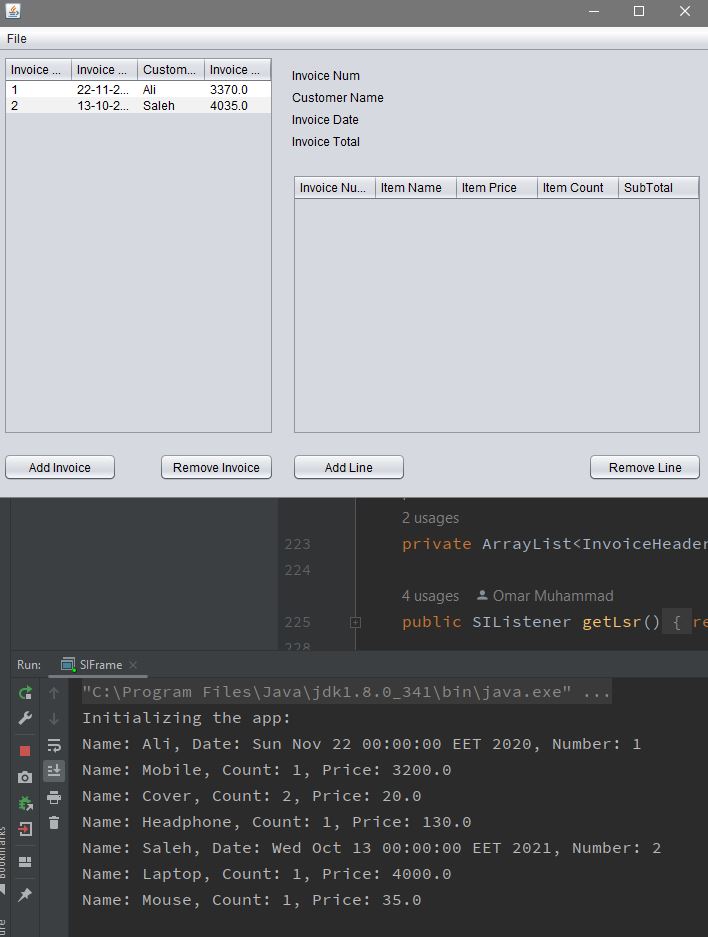 File
Invoice ... Invoice ... Custom... Invoice ...
1 22-11-2... Ali 3370.0
2 13-10-2... Saleh 4035.0
Invoice Num
Customer Name
Invoice Date
Invoice Total
Invoice Nu... Item Name Item Price Item Count SubTotal
Add Invoice Remove Invoice Add Line Remove Line
2 usages
223 private ArrayList<InvoiceHeader
224
4 usages Omar Muhammad
225 public SIListener getLsr() { re
228
Run: SIFrame
"C:\Program Files\Java\jdk1.8.0_341\bin\java.exe" ...
Initializing the app:
Name: Ali, Date: Sun Nov 22 00:00:00 EET 2020, Number: 1
Name: Mobile, Count: 1, Price: 3200.0
Name: Cover, Count: 2, Price: 20.0
Name: Headphone, Count: 1, Price: 130.0
Name: Saleh, Date: Wed Oct 13 00:00:00 EET 2021, Number: 2
Name: Laptop, Count: 1, Price: 4000.0
Name: Mouse, Count: 1, Price: 35.0